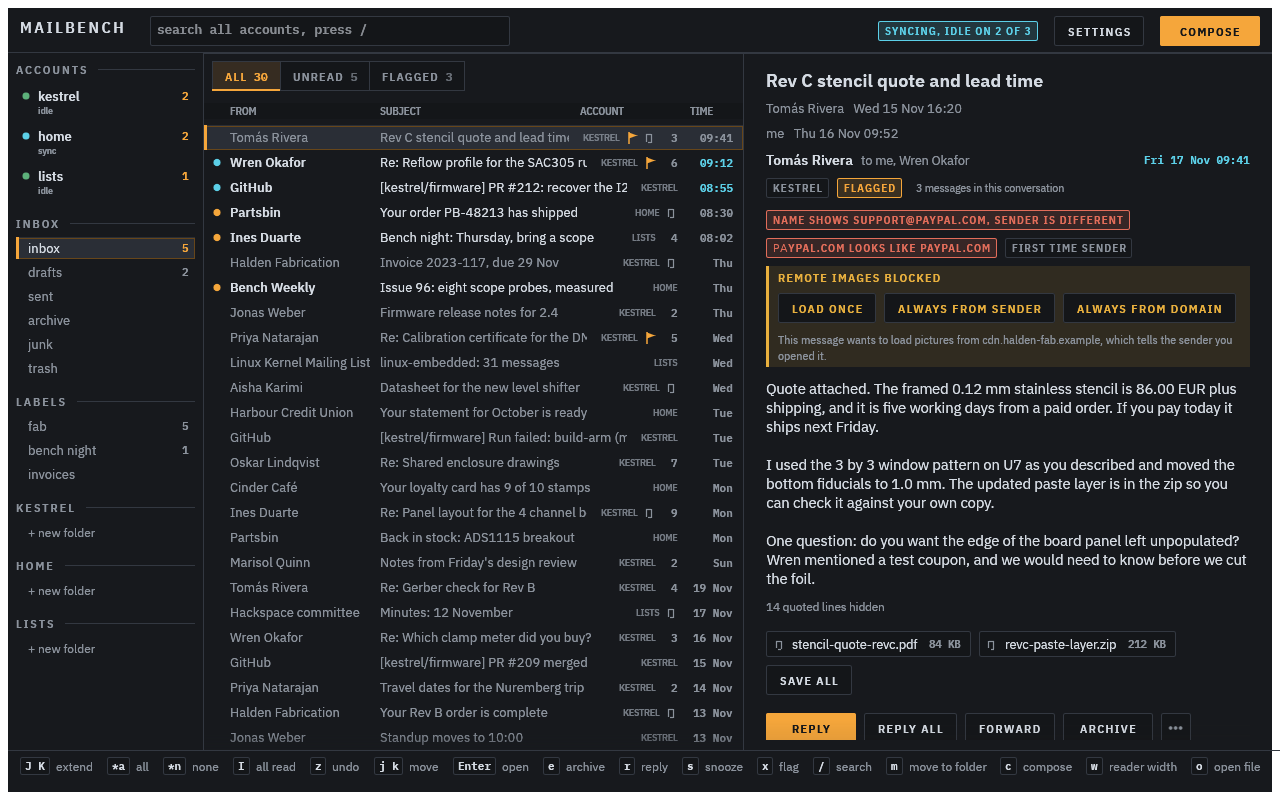 MAILBENCH
search all accounts, press /
SYNCING, IDLE ON 2 OF 3
SETTINGS
COMPOSE
ACCOUNTS
kestrel 2
idle
home 2
sync
lists 1
idle
INBOX
inbox 5
drafts 2
sent
archive
junk
trash
LABELS
fab 5
bench night 1
invoices
KESTREL
+ new folder
HOME
+ new folder
LISTS
+ new folder
ALL 30 UNREAD 5 FLAGGED 3
FROM SUBJECT ACCOUNT TIME
Tomás Rivera Rev C stencil quote and lead time KESTREL 3 09:41
Wren Okafor Re: Reflow profile for the SAC305 ru KESTREL 6 09:12
GitHub [kestrel/firmware] PR #212: recover the I2 KESTREL 08:55
Partsbin Your order PB-48213 has shipped HOME 08:30
Ines Duarte Bench night: Thursday, bring a scope LISTS 4 08:02
Halden Fabrication Invoice 2023-117, due 29 Nov KESTREL Thu
Bench Weekly Issue 96: eight scope probes, measured HOME Thu
Jonas Weber Firmware release notes for 2.4 KESTREL 2 Thu
Priya Natarajan Re: Calibration certificate for the DM KESTREL 5 Wed
Linux Kernel Mailing List linux-embedded: 31 messages LISTS Wed
Aisha Karimi Datasheet for the new level shifter KESTREL Wed
Harbour Credit Union Your statement for October is ready HOME Tue
GitHub [kestrel/firmware] Run failed: build-arm (m KESTREL Tue
Oskar Lindqvist Re: Shared enclosure drawings KESTREL 7 Tue
Cinder Café Your loyalty card has 9 of 10 stamps HOME Mon
Ines Duarte Re: Panel layout for the 4 channel b KESTREL 9 Mon
Partsbin Back in stock: ADS1115 breakout HOME Mon
Marisol Quinn Notes from Friday's design review KESTREL 2 Sun
Tomás Rivera Re: Gerber check for Rev B KESTREL 4 19 Nov
Hackspace committee Minutes: 12 November LISTS 17 Nov
Wren Okafor Re: Which clamp meter did you buy? KESTREL 3 16 Nov
GitHub [kestrel/firmware] PR #209 merged KESTREL 15 Nov
Priya Natarajan Travel dates for the Nuremberg trip KESTREL 2 14 Nov
Halden Fabrication Your Rev B order is complete KESTREL 13 Nov
Jonas Weber Standup moves to 10:00 KESTREL 13 Nov
Rev C stencil quote and lead time
Tomás Rivera Wed 15 Nov 16:20
me Thu 16 Nov 09:52
Tomás Rivera to me, Wren Okafor Fri 17 Nov 09:41
KESTREL FLAGGED 3 messages in this conversation
NAME SHOWS SUPPORT@PAYPAL.COM, SENDER IS DIFFERENT
PAYPAL.COM LOOKS LIKE PAYPAL.COM FIRST TIME SENDER
REMOTE IMAGES BLOCKED
LOAD ONCE ALWAYS FROM SENDER ALWAYS FROM DOMAIN
This message wants to load pictures from cdn.halden-fab.example, which tells the sender you
opened it.
Quote attached. The framed 0.12 mm stainless stencil is 86.00 EUR plus
shipping, and it is five working days from a paid order. If you pay today it
ships next Friday.
I used the 3 by 3 window pattern on U7 as you described and moved the
bottom fiducials to 1.0 mm. The updated paste layer is in the zip so you
can check it against your own copy.
One question: do you want the edge of the board panel left unpopulated?
Wren mentioned a test coupon, and we would need to know before we cut
the foil.
14 quoted lines hidden
stencil-quote-revc.pdf 84 KB revc-paste-layer.zip 212 KB
SAVE ALL
REPLY REPLY ALL FORWARD ARCHIVE •••
J K extend *a all *n none I all read z undo j k move Enter open e archive r reply s snooze x flag / search m move to folder c compose w reader width o open file